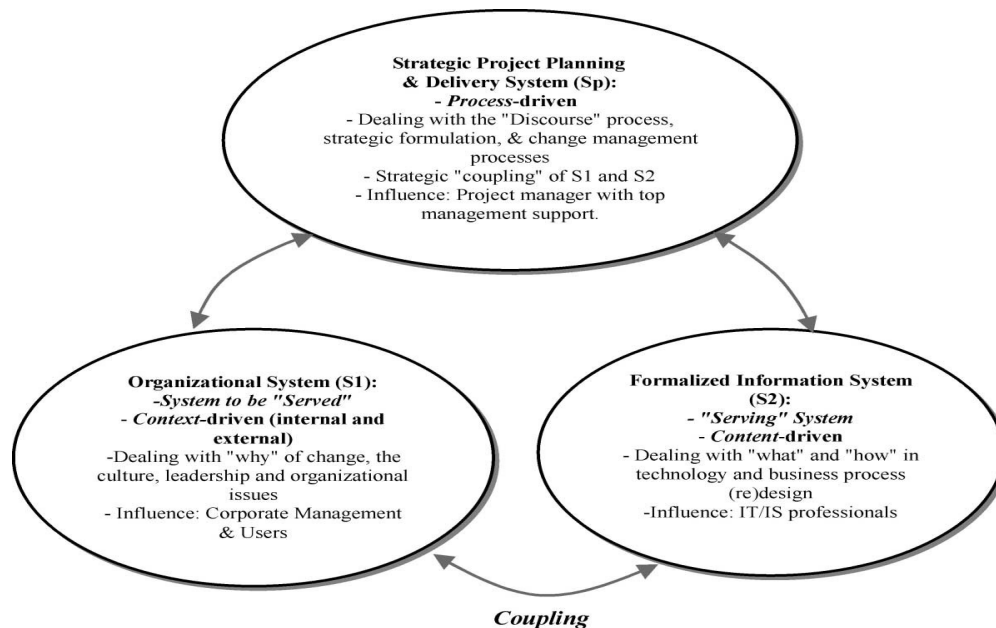 Strategic Project Planning
& Delivery System (Sp):
- Process-driven
- Dealing with the "Discourse" process,
strategic formulation, & change management
processes
- Strategic "coupling" of S1 and S2
- Influence: Project manager with top
management support.
Organizational System (S1):
-System to be "Served"
- Context-driven (internal and
external)
-Dealing with "why" of change, the
culture, leadership and organizational
issues
- Influence: Corporate Management
& Users
Formalized Information System
(S2):
- "Serving" System
- Content-driven
- Dealing with "what" and "how" in
technology and business process
(re)design
-Influence: IT/IS professionals
Coupling